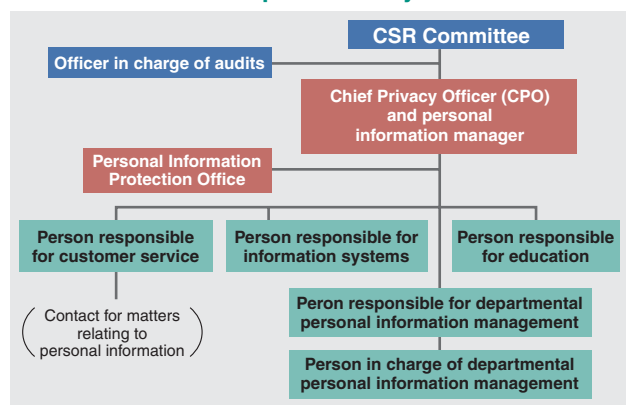 CSR Committee
Officer in charge of audits
Chief Privacy Officer (CPO)
and personal
information manager
Personal Information
Protection Office
Person responsible
for customer service
Person responsible for
information systems
Person responsible
for education
(Contact for matters
relating to
personal information)
Peron responsible for departmental
personal information management
Person in charge of departmental
personal information management